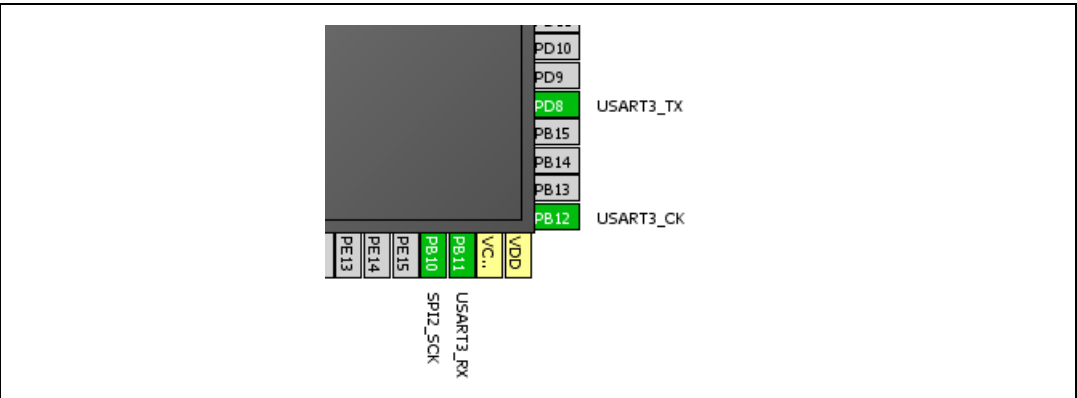 PD10
PD9
PD8 USART3_TX
PB15
PB14
PB13
PB12 USART3_CK
PE13 PE14 PE15 PB10 PB11 VC.. VDD
SPI2_SCK USART3_RX